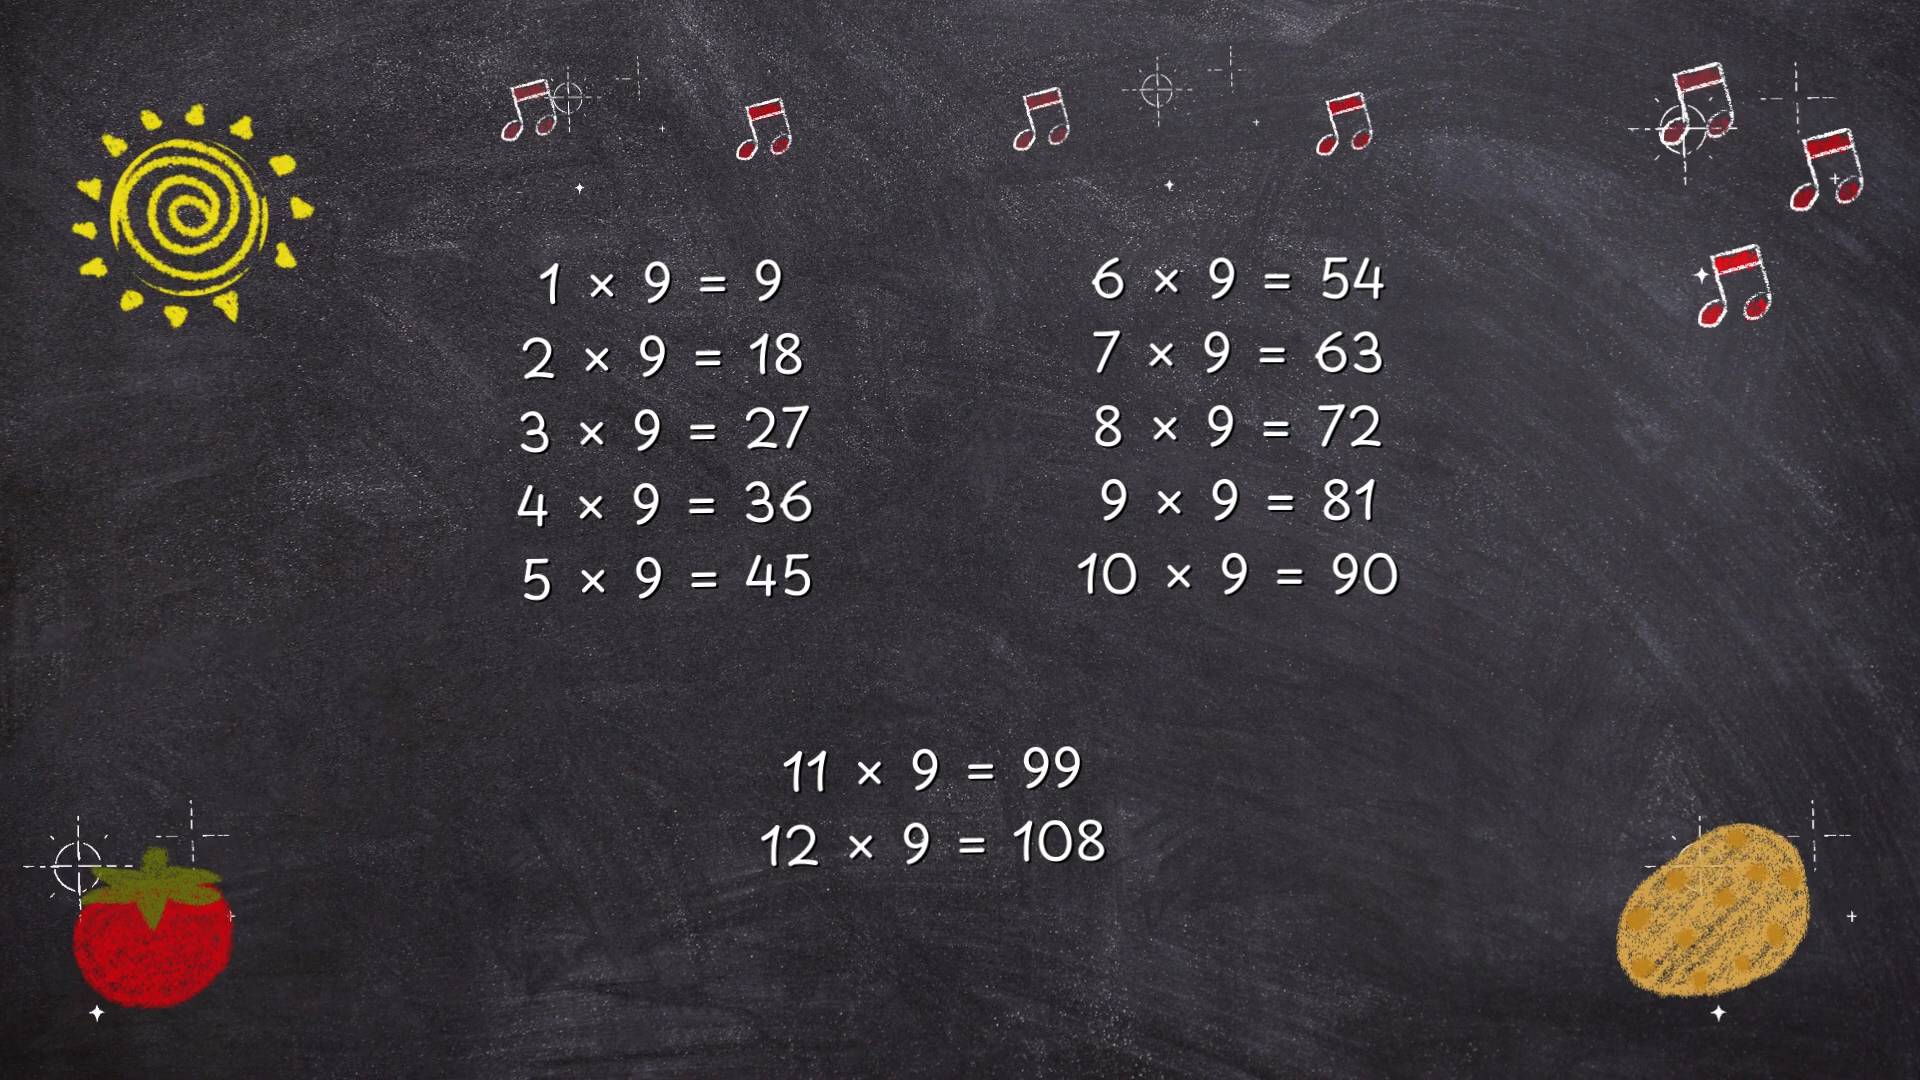 1 × 9 = 9
2 × 9 = 18
3 × 9 = 27
4 × 9 = 36
5 × 9 = 45
6 × 9 = 54
7 × 9 = 63
8 × 9 = 72
9 × 9 = 81
10 × 9 = 90
11 × 9 = 99
12 × 9 = 108